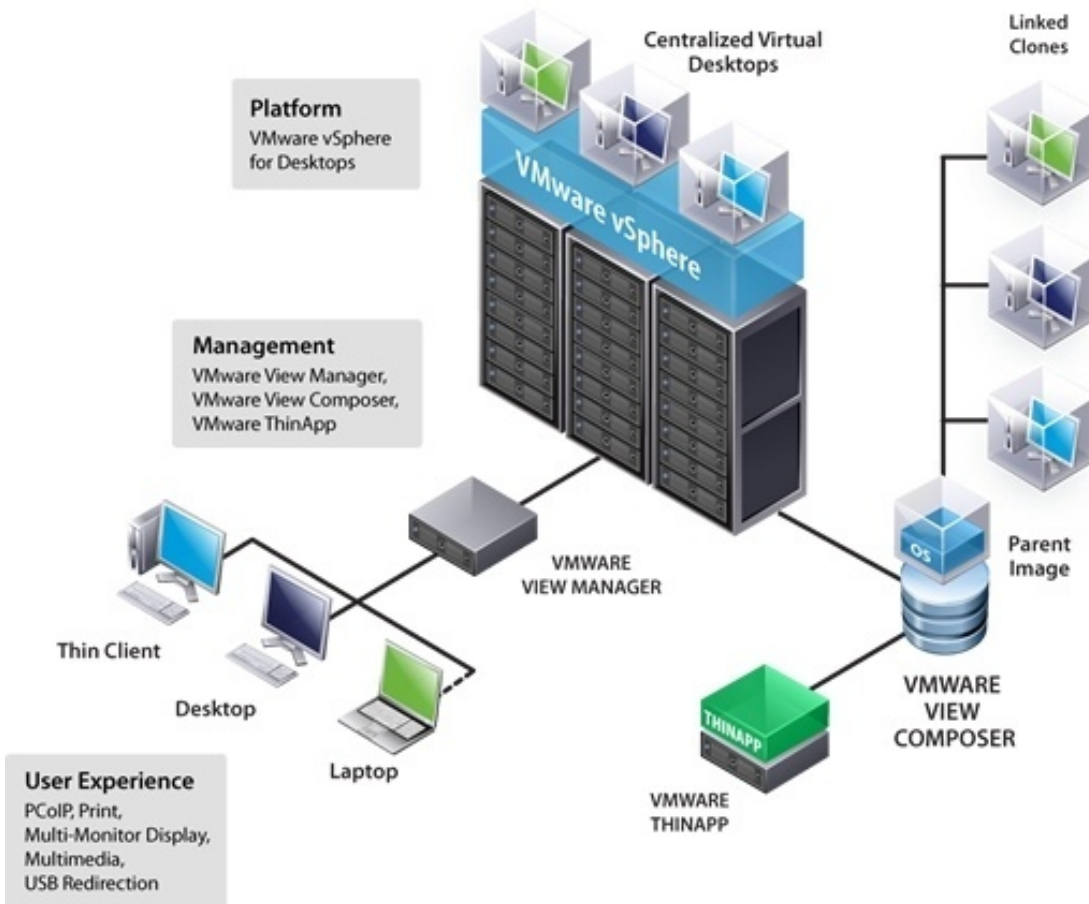 Centralized Virtual
Desktops
Linked
Clones
Platform
VMware vSphere
for Desktops
VMware vSphere
Management
VMware View Manager,
VMware View Composer,
VMware ThinApp
VMWARE
VIEW MANAGER
OS
Parent
Image
Thin Client
Desktop
Laptop
THINAPP
VMWARE
THINAPP
VMWARE
VIEW
COMPOSER
User Experience
PCoIP, Print,
Multi-Monitor Display,
Multimedia,
USB Redirection